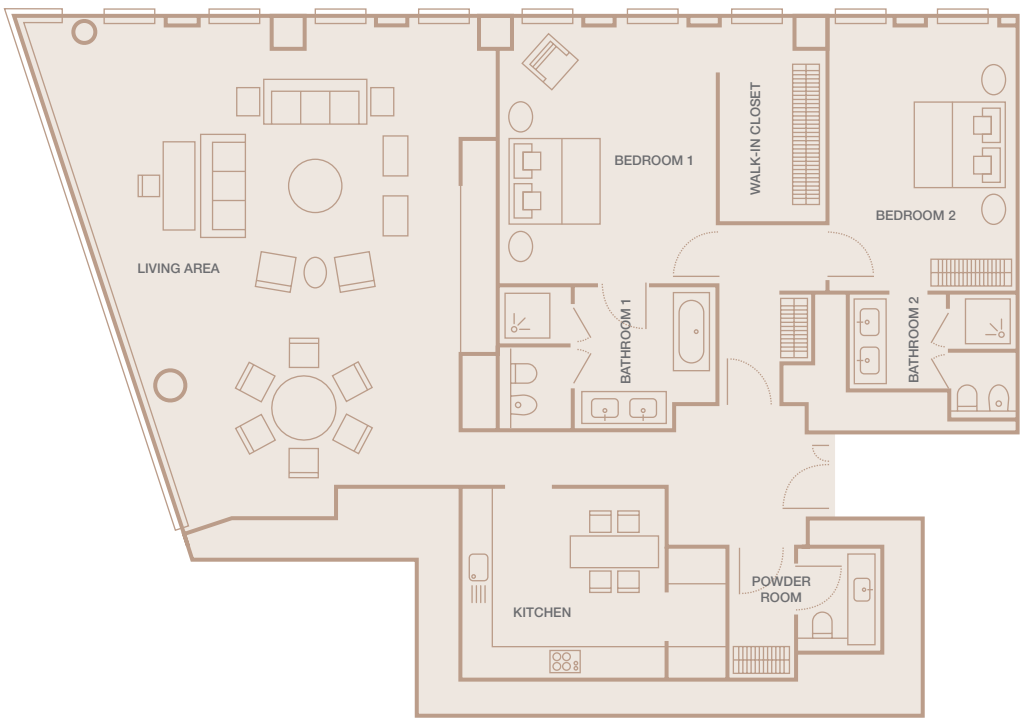 BEDROOM 1
WALK-IN CLOSET
BEDROOM 2
LIVING AREA
BATHROOM 1
BATHROOM 2
POWDER
ROOM
KITCHEN